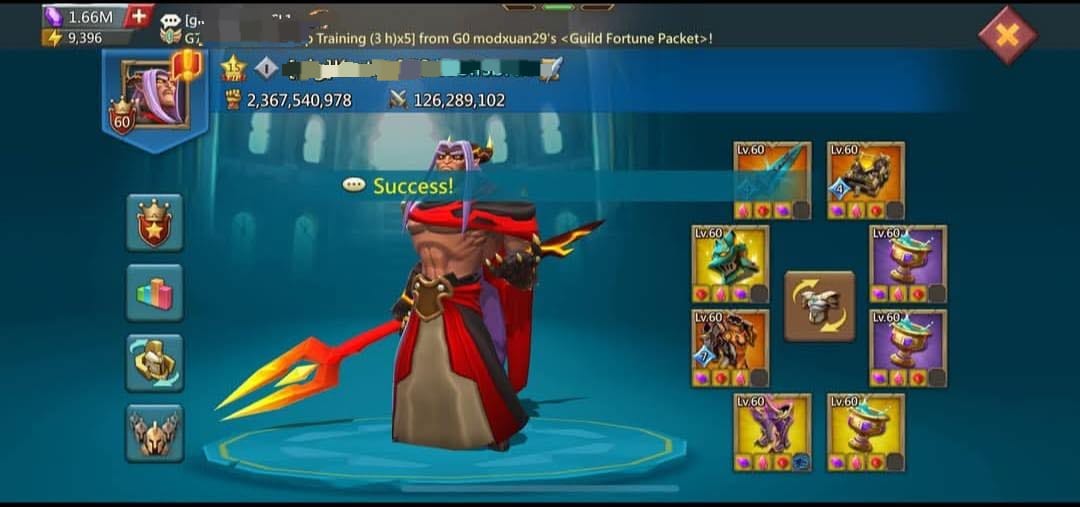 1.66M
9,396
Training (3 h)x5] from G0 modxuan29's <Guild Fortune Packet>!
15
2,367,540,978
126,289,102
60
Success!
Lv.60
Lv.60
4
Lv.60
Lv.60
Lv.60
Lv.60
Lv.60
Lv.60